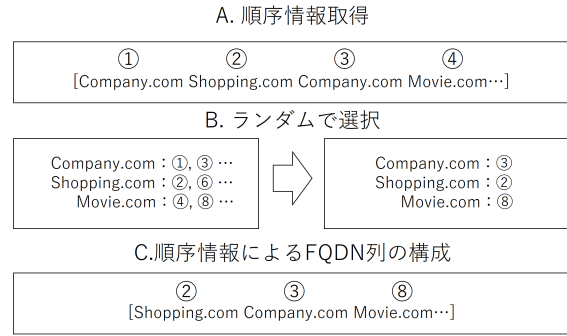 A. 順序情報取得
① ② ③ ④
[Company.com Shopping.com Company.com Movie.com…]
B. ランダムで選択
Company.com：①, ③ …
Shopping.com：②, ⑥ …
Movie.com：④, ⑧ …
Company.com：③
Shopping.com：②
Movie.com：⑧
C.順序情報によるFQDN列の構成
② ③ ⑧
[Shopping.com Company.com Movie.com…]